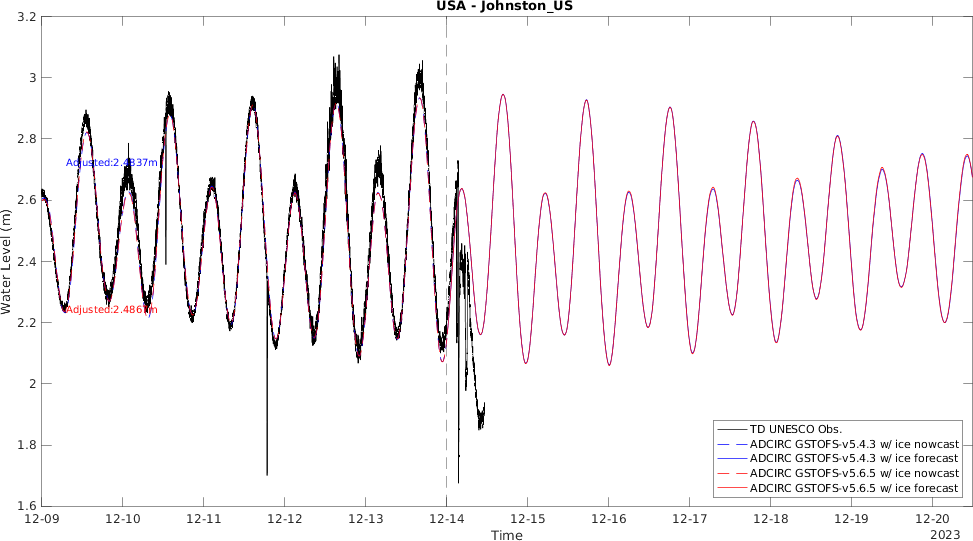 USA - Johnston_US
3.2
3
2.8
2.6
2.4
2.2
2
1.8
1.6
Water Level (m)
Adjusted:2.4837m
Adjusted:2.4867m
TD UNESCO Obs.
ADCIRC GSTOFS-v5.4.3 w/ ice nowcast
ADCIRC GSTOFS-v5.4.3 w/ ice forecast
ADCIRC GSTOFS-v5.6.5 w/ ice nowcast
ADCIRC GSTOFS-v5.6.5 w/ ice forecast
12-09 12-10 12-11 12-12 12-13 12-14 12-15 12-16 12-17 12-18 12-19 12-20
Time
2023